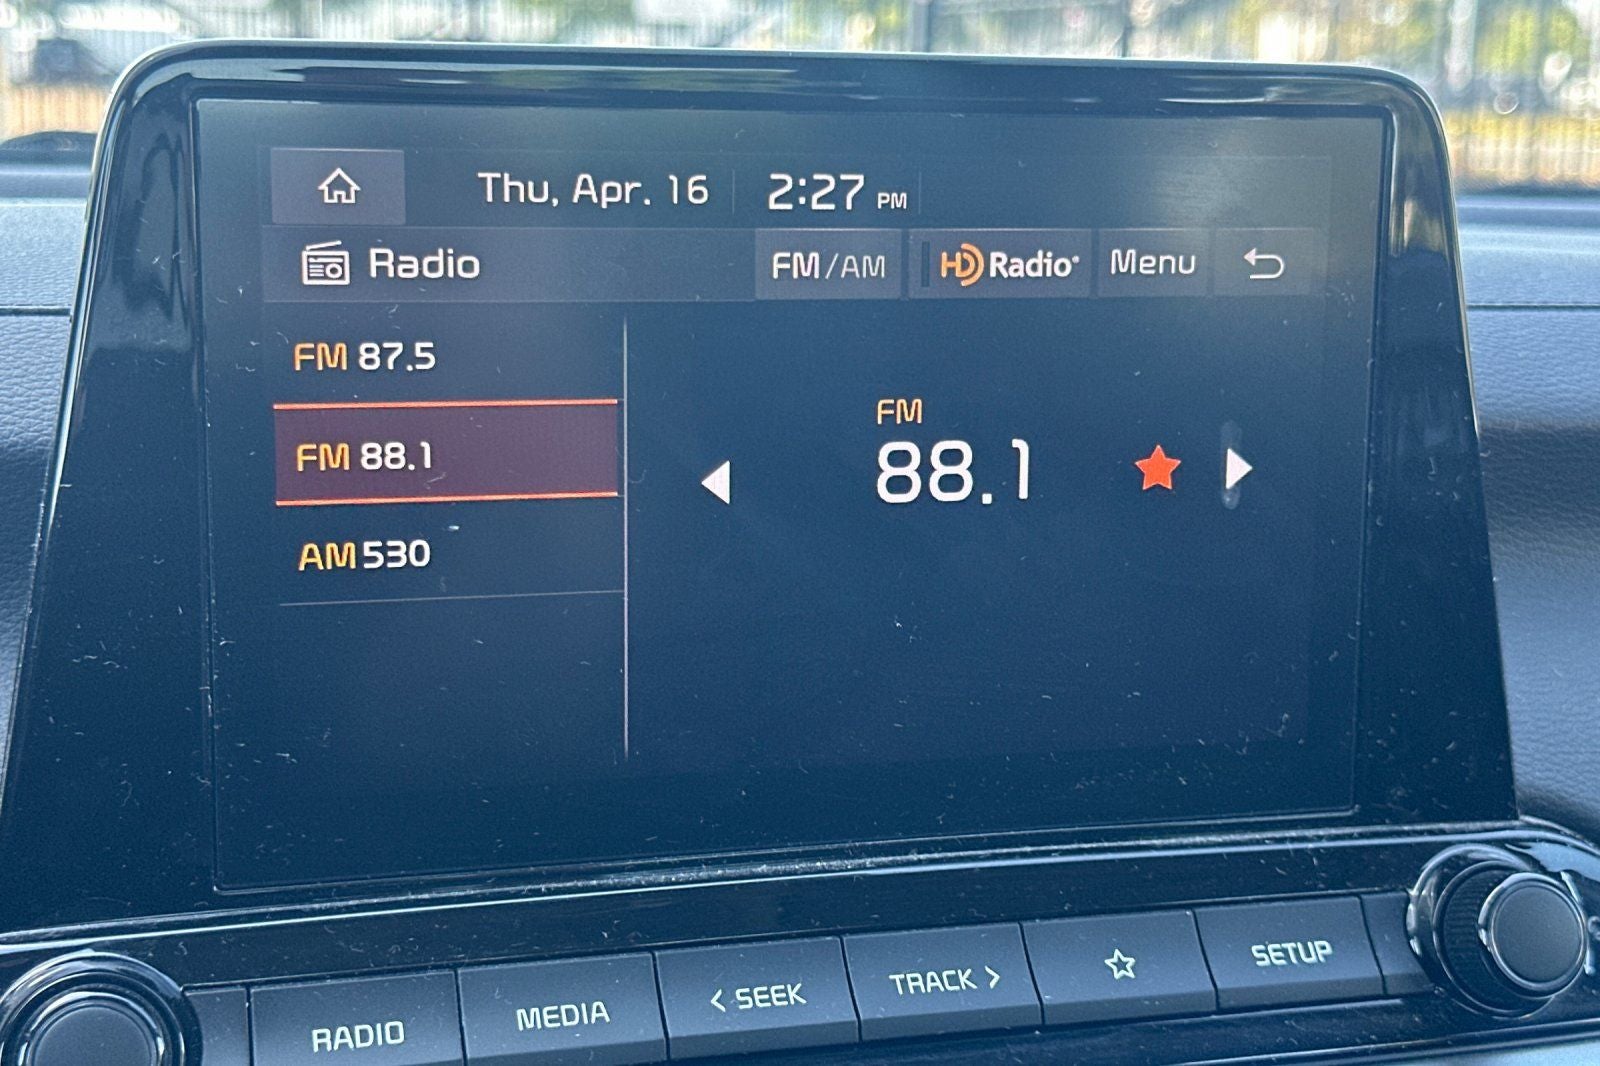 Thu, Apr. 16 2:27 PM
Radio FM/AM HD Radio Menu
FM 87.5
FM 88.1
AM 530
FM
88.1
RADIO MEDIA < SEEK TRACK > SETUP